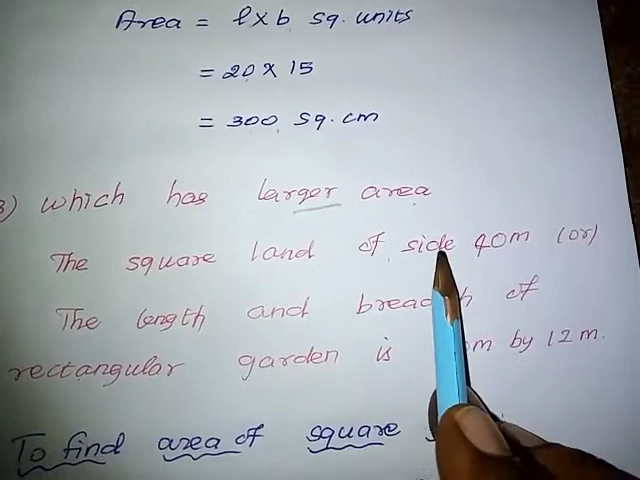 Area = l x b sq. units
= 20 x 15
= 300 sq. cm
3) which has larger area
The square land of side 40m (or)
The length and breadth of
rectangular garden is m by 12 m.
To find area of square